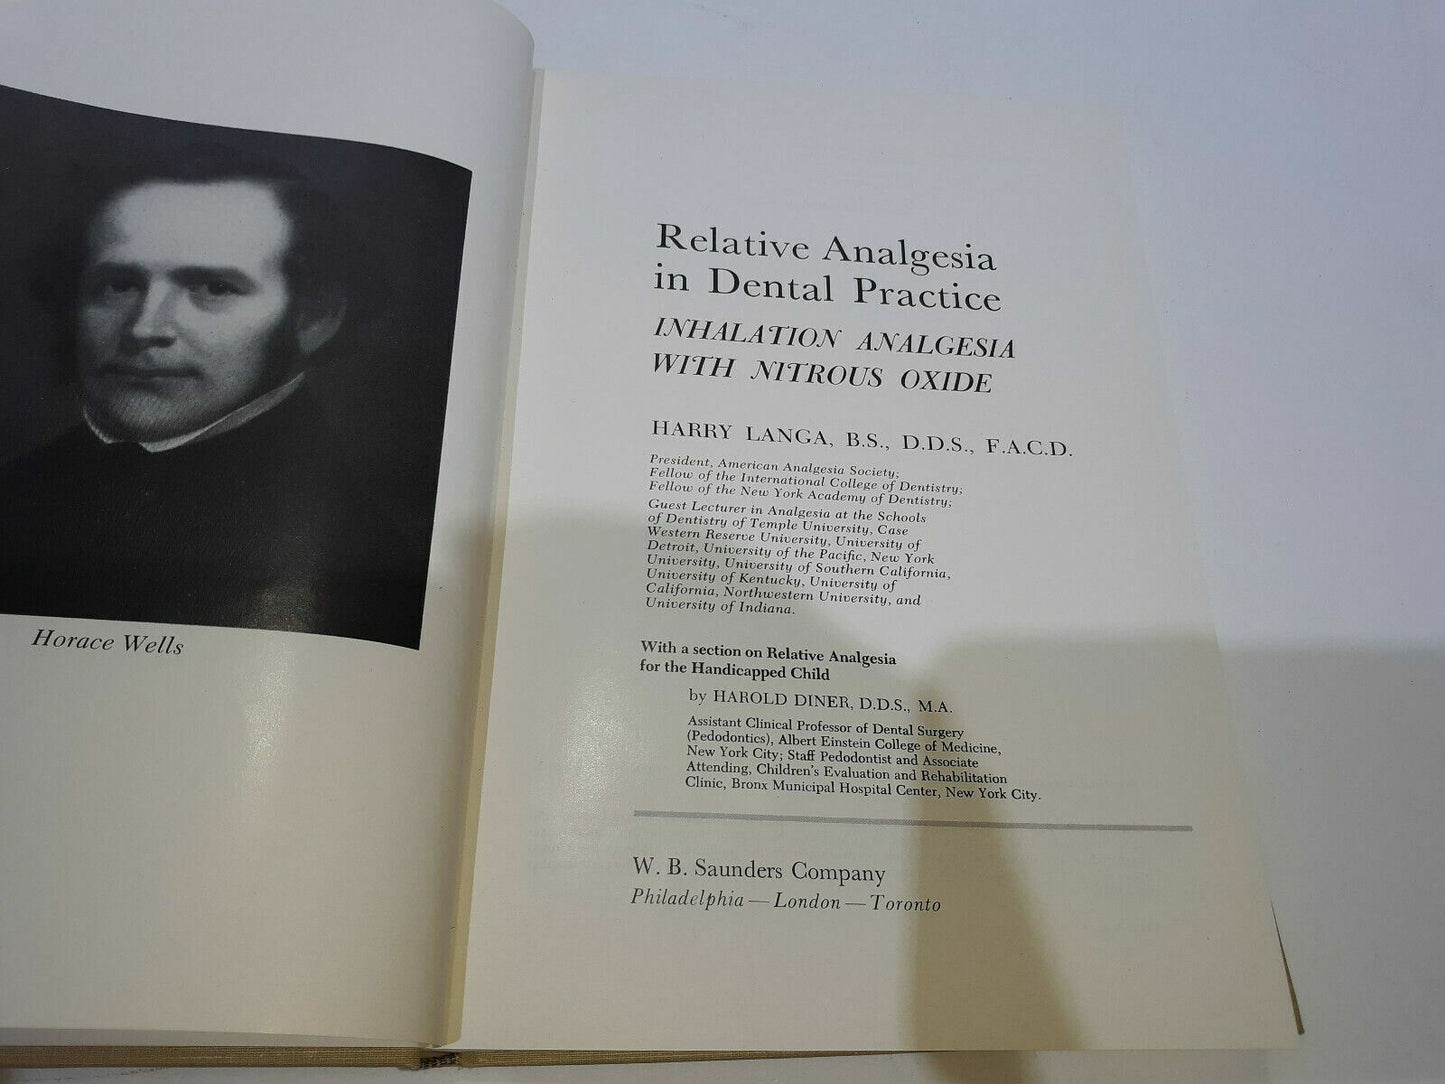 Horace Wells
Relative Analgesia
in Dental Practice
INHALATION ANALGESIA
WITH NITROUS OXIDE
HARRY LANGA, B.S., D.D.S., F.A.C.D.
President, American Analgesia Society;
Fellow of the International College of Dentistry;
Fellow of the New York Academy of Dentistry;
Guest Lecturer in Analgesia at the Schools
of Dentistry of Temple University, Case
Western Reserve University, University of
Detroit, University of the Pacific, New York
University, University of Southern California,
University of Kentucky, University of
California, Northwestern University, and
University of Indiana.
With a section on Relative Analgesia
for the Handicapped Child
by HAROLD DINER, D.D.S., M.A.
Assistant Clinical Professor of Dental Surgery
(Pedodontics), Albert Einstein College of Medicine,
New York City; Staff Pedodontist and Associate
Attending, Children's Evaluation and Rehabilitation
Clinic, Bronx Municipal Hospital Center, New York City.
W. B. Saunders Company
Philadelphia — London — Toronto